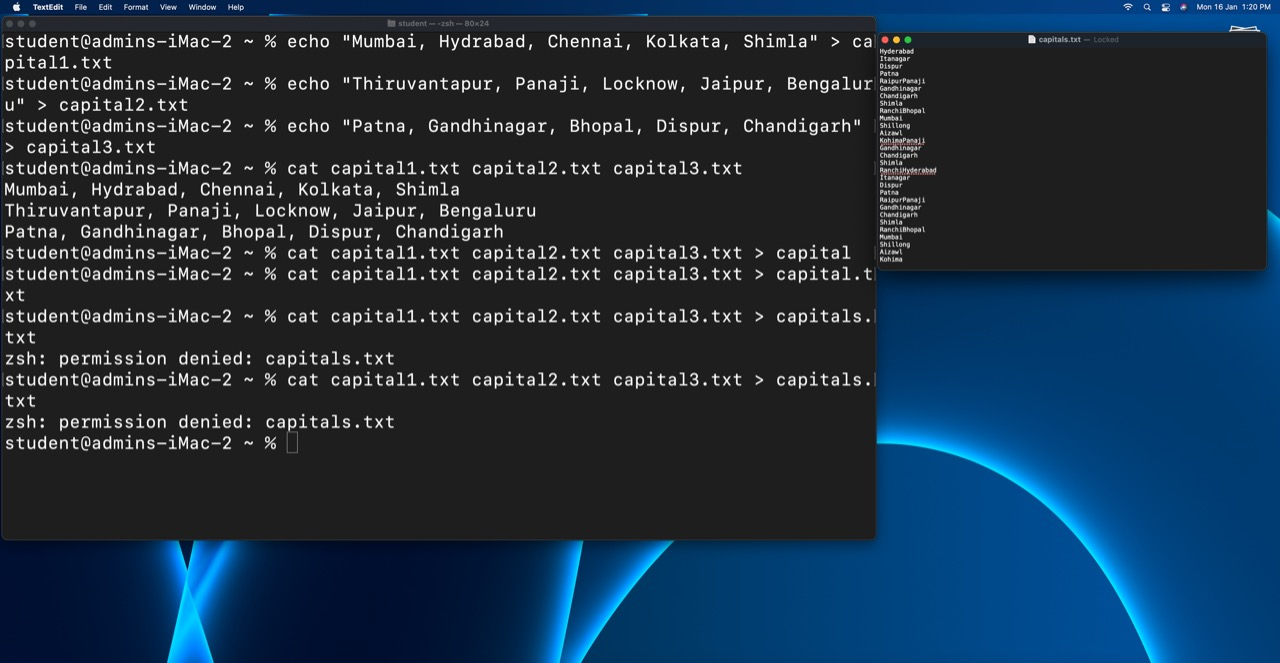 TextEdit File Edit Format View Window Help Mon 16 Jan 1:20 PM
student — -zsh — 80×24
student@admins-iMac-2 ~ % echo "Mumbai, Hydrabad, Chennai, Kolkata, Shimla" > ca
pital1.txt
student@admins-iMac-2 ~ % echo "Thiruvantapur, Panaji, Locknow, Jaipur, Bengalur
u" > capital2.txt
student@admins-iMac-2 ~ % echo "Patna, Gandhinagar, Bhopal, Dispur, Chandigarh"
> capital3.txt
student@admins-iMac-2 ~ % cat capital1.txt capital2.txt capital3.txt
Mumbai, Hydrabad, Chennai, Kolkata, Shimla
Thiruvantapur, Panaji, Locknow, Jaipur, Bengaluru
Patna, Gandhinagar, Bhopal, Dispur, Chandigarh
student@admins-iMac-2 ~ % cat capital1.txt capital2.txt capital3.txt > capital
student@admins-iMac-2 ~ % cat capital1.txt capital2.txt capital3.txt > capital.t
xt
student@admins-iMac-2 ~ % cat capital1.txt capital2.txt capital3.txt > capitals.
txt
zsh: permission denied: capitals.txt
student@admins-iMac-2 ~ % cat capital1.txt capital2.txt capital3.txt > capitals.
txt
zsh: permission denied: capitals.txt
student@admins-iMac-2 ~ %
capitals.txt — Locked
Hyderabad
Itanagar
Dispur
Patna
RaipurPanaji
Gandhinagar
Chandigarh
Shimla
RanchiBhopal
Mumbai
Shillong
Aizawl
KohimaPanaji
Gandhinagar
Chandigarh
Shimla
RanchiHyderabad
Itanagar
Dispur
Patna
RaipurPanaji
Gandhinagar
Chandigarh
Shimla
RanchiBhopal
Mumbai
Shillong
Aizawl
Kohima